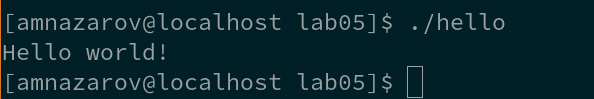 [amnazarov@localhost lab05]$ ./hello
Hello world!
[amnazarov@localhost lab05]$